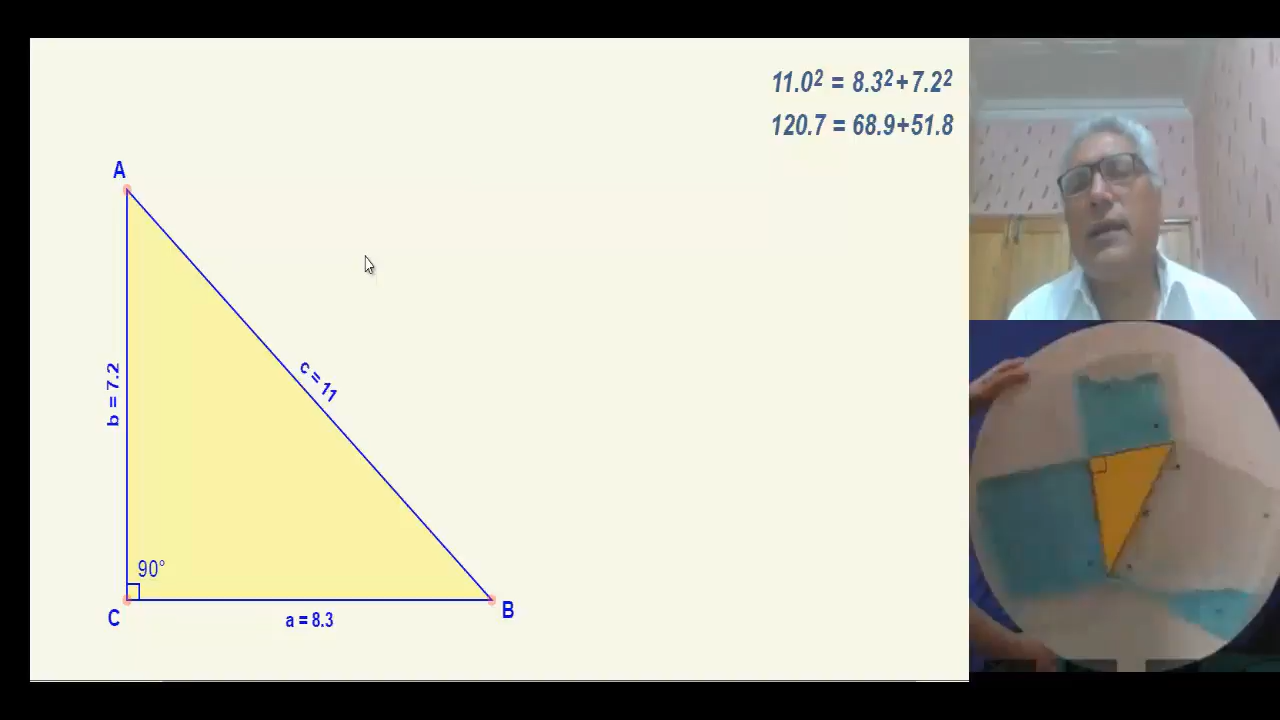 11.0² = 8.3²+7.2²
120.7 = 68.9+51.8
A
b = 7.2
c = 11
90°
C
a = 8.3
B